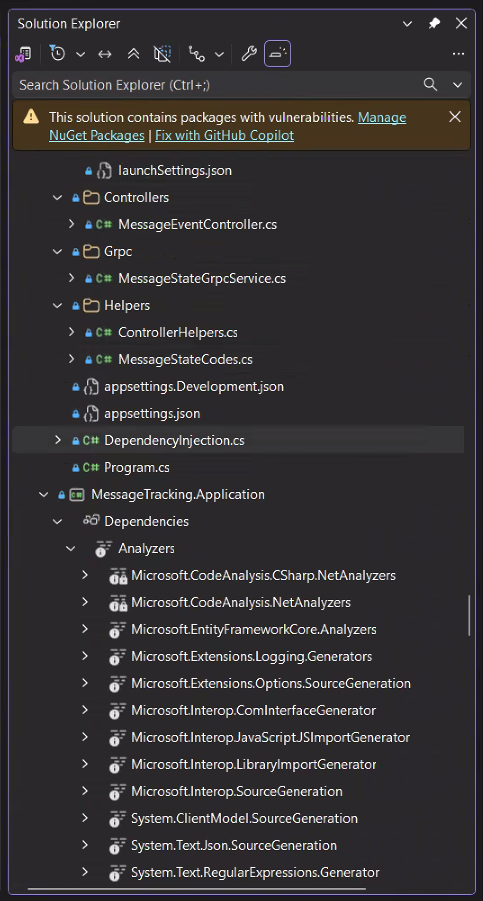 Solution Explorer
Search Solution Explorer (Ctrl+;)
This solution contains packages with vulnerabilities. Manage
NuGet Packages | Fix with GitHub Copilot
launchSettings.json
Controllers
C# MessageEventController.cs
Grpc
C# MessageStateGrpcService.cs
Helpers
C# ControllerHelpers.cs
C# MessageStateCodes.cs
appsettings.Development.json
appsettings.json
C# DependencyInjection.cs
C# Program.cs
C# MessageTracking.Application
Dependencies
Analyzers
Microsoft.CodeAnalysis.CSharp.NetAnalyzers
Microsoft.CodeAnalysis.NetAnalyzers
Microsoft.EntityFrameworkCore.Analyzers
Microsoft.Extensions.Logging.Generators
Microsoft.Extensions.Options.SourceGeneration
Microsoft.Interop.ComInterfaceGenerator
Microsoft.Interop.JavaScript.JSImportGenerator
Microsoft.Interop.LibraryImportGenerator
Microsoft.Interop.SourceGeneration
System.ClientModel.SourceGeneration
System.Text.Json.SourceGeneration
System.Text.RegularExpressions.Generator